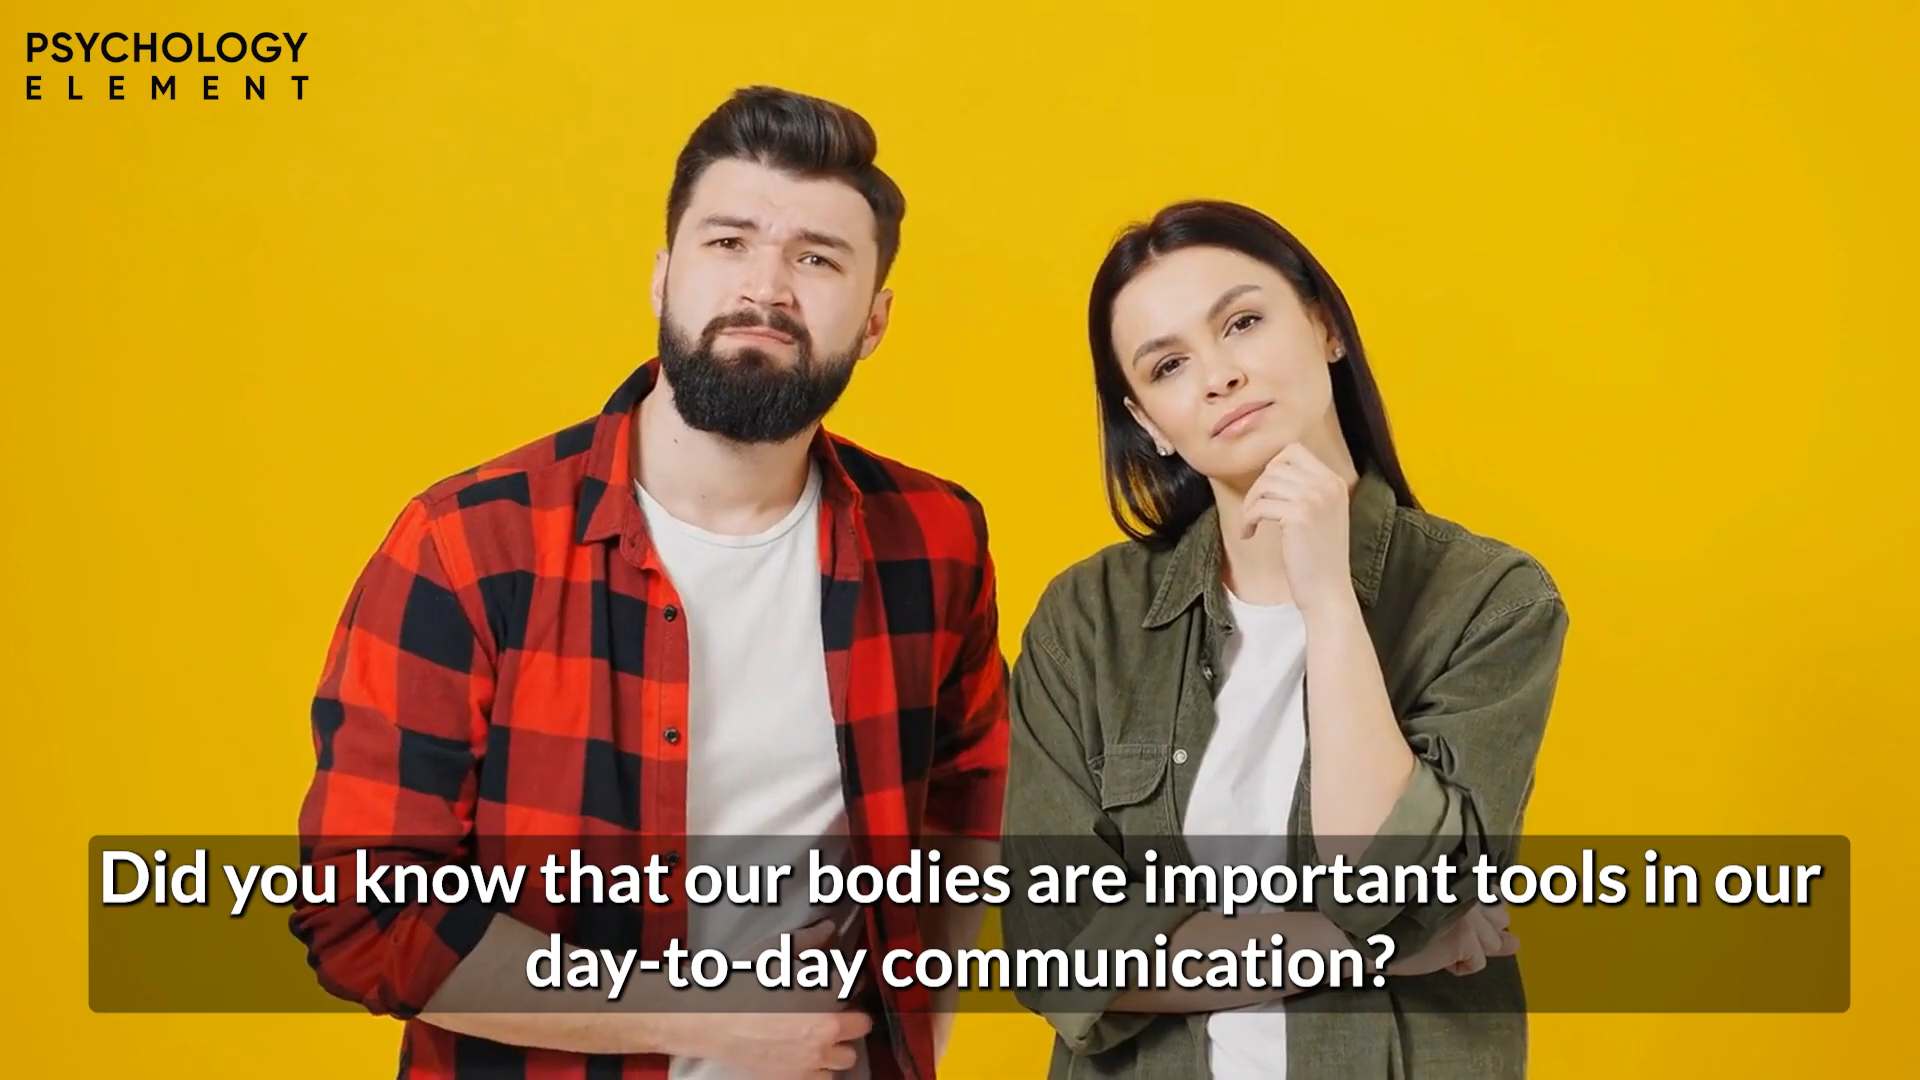 PSYCHOLOGY
ELEMENT
Did you know that our bodies are important tools in our
day-to-day communication?